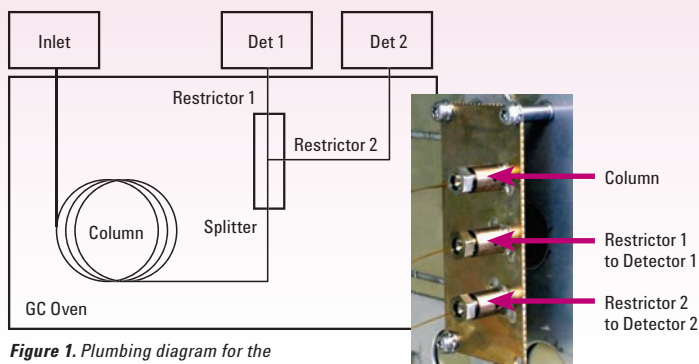 Inlet
Det 1
Det 2
Restrictor 1
Restrictor 2
Column
Splitter
GC Oven
Column
Restrictor 1
to Detector 1
Restrictor 2
to Detector 2
Figure 1. Plumbing diagram for the